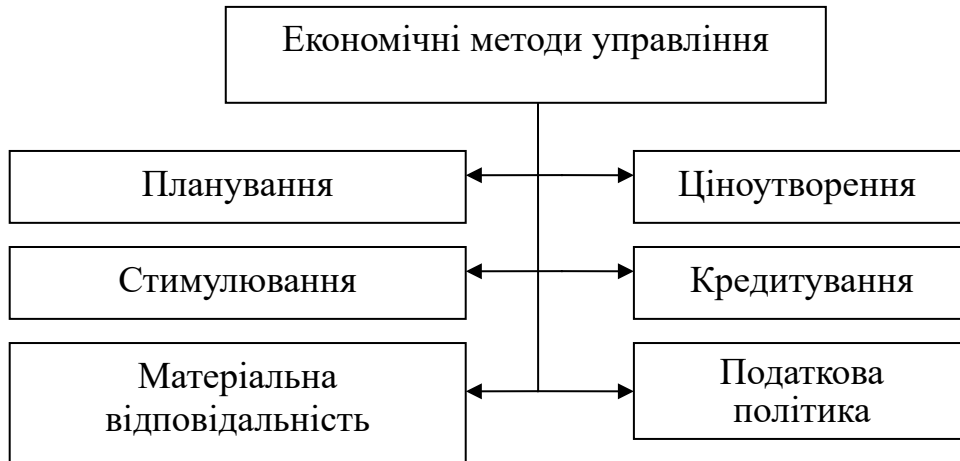 Економічні методи управління
Планування
Ціноутворення
Стимулювання
Кредитування
Матеріальна
відповідальність
Податкова
політика